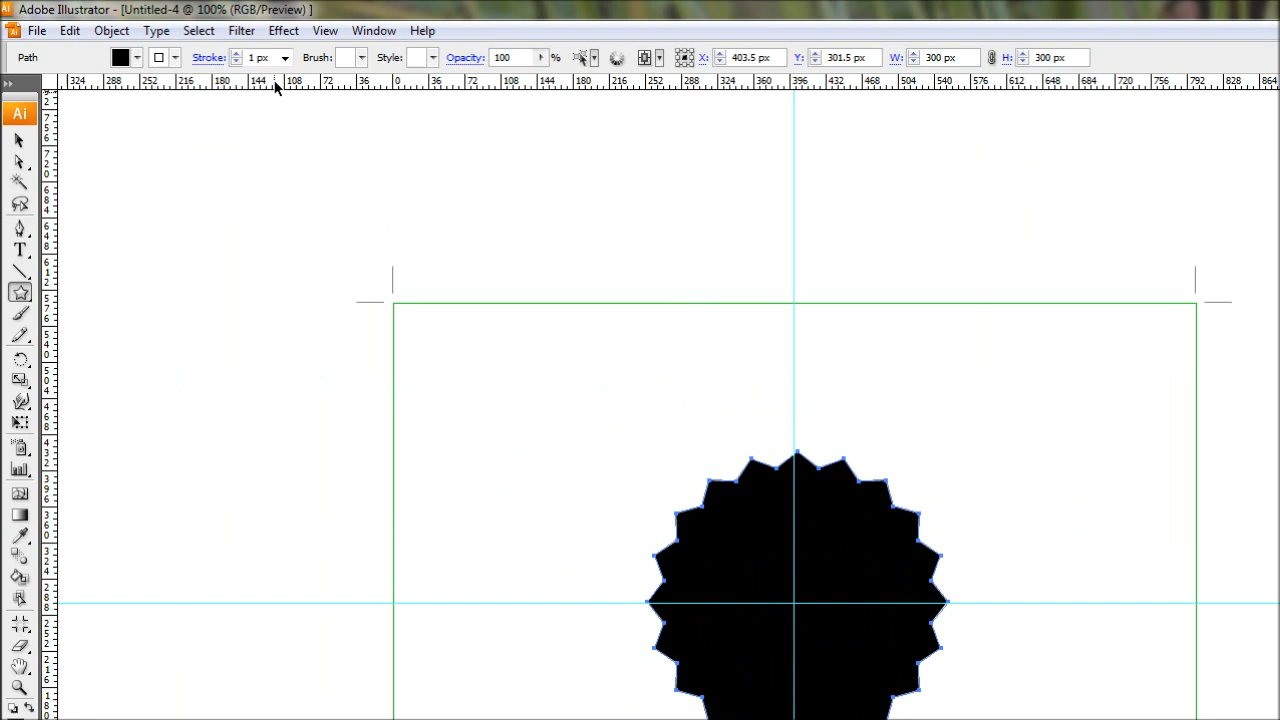 Adobe Illustrator - [Untitled-4 @ 100% (RGB/Preview) ]
File Edit Object Type Select Filter Effect View Window Help
Path Stroke: 1 px Brush: Style: Opacity: 100 % X: 403.5 px Y: 301.5 px W: 300 px H: 300 px
324 288 252 216 180 144 108 72 36 0 36 72 108 144 180 216 252 288 324 360 396 432 468 504 540 576 612 648 684 720 756 792 828 864
Ai